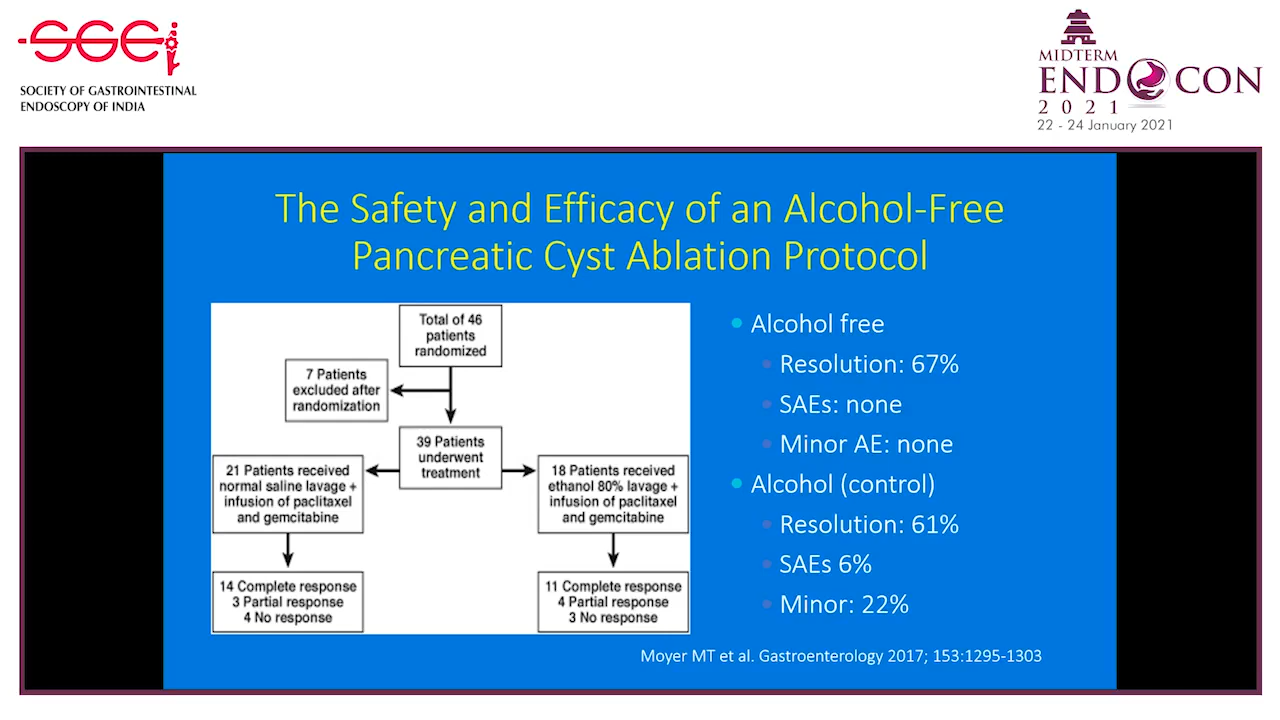 SGEi
SOCIETY OF GASTROINTESTINAL
ENDOSCOPY OF INDIA
MIDTERM
ENDOCON
2021
22 - 24 January 2021
The Safety and Efficacy of an Alcohol-Free
Pancreatic Cyst Ablation Protocol
Total of 46
patients
randomized
7 Patients
excluded after
randomization
39 Patients
underwent
treatment
21 Patients received
normal saline lavage +
infusion of paclitaxel
and gemcitabine
18 Patients received
ethanol 80% lavage +
infusion of paclitaxel
and gemcitabine
14 Complete response
3 Partial response
4 No response
11 Complete response
4 Partial response
3 No response
• Alcohol free
• Resolution: 67%
• SAEs: none
• Minor AE: none
• Alcohol (control)
• Resolution: 61%
• SAEs 6%
• Minor: 22%
Moyer MT et al. Gastroenterology 2017; 153:1295-1303